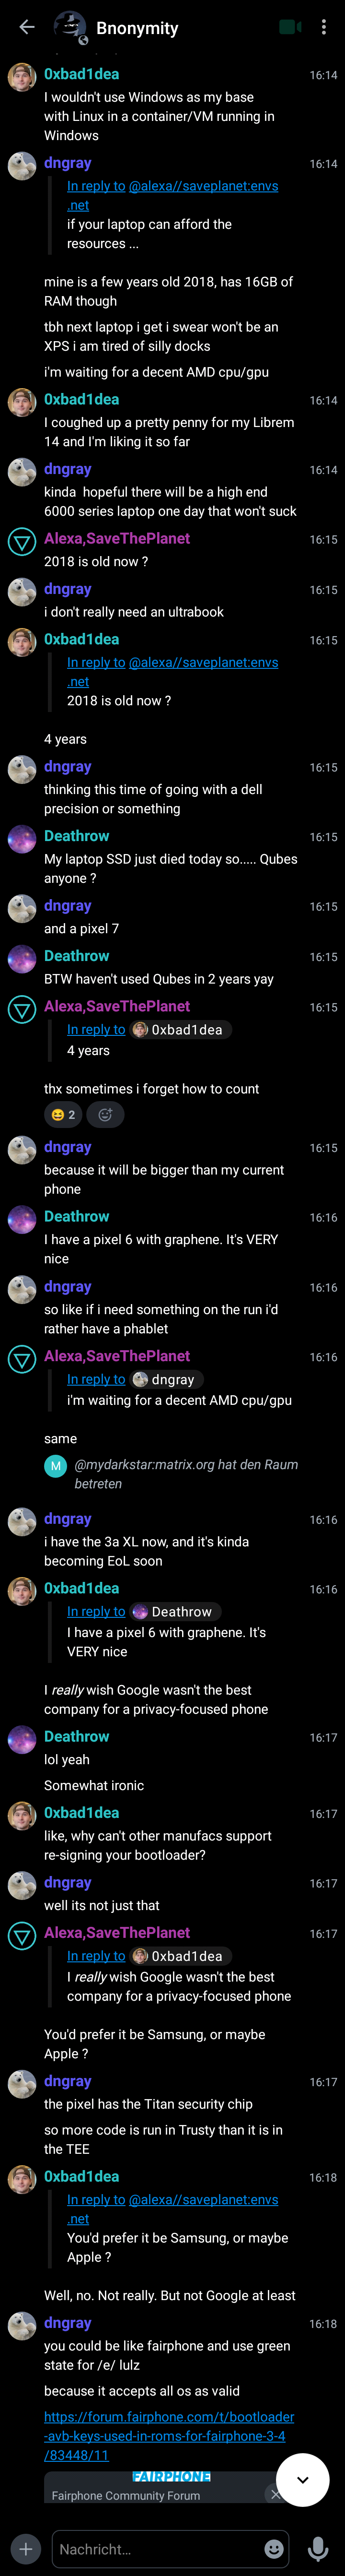 Bnonymity
0xbad1dea 16:14
I wouldn't use Windows as my base
with Linux in a container/VM running in
Windows
dngray 16:14
In reply to @alexa//saveplanet:envs
.net
if your laptop can afford the
resources ...
mine is a few years old 2018, has 16GB of
RAM though
tbh next laptop i get i swear won't be an
XPS i am tired of silly docks
i'm waiting for a decent AMD cpu/gpu
0xbad1dea 16:14
I coughed up a pretty penny for my Librem
14 and I'm liking it so far
dngray 16:14
kinda hopeful there will be a high end
6000 series laptop one day that won't suck
Alexa,SaveThePlanet 16:15
2018 is old now ?
dngray 16:15
i don't really need an ultrabook
0xbad1dea 16:15
In reply to @alexa//saveplanet:envs
.net
2018 is old now ?
4 years
dngray 16:15
thinking this time of going with a dell
precision or something
Deathrow 16:15
My laptop SSD just died today so..... Qubes
anyone ?
dngray 16:15
and a pixel 7
Deathrow 16:15
BTW haven't used Qubes in 2 years yay
Alexa,SaveThePlanet 16:15
In reply to 0xbad1dea
4 years
thx sometimes i forget how to count
😆 2
dngray 16:15
because it will be bigger than my current
phone
Deathrow 16:16
I have a pixel 6 with graphene. It's VERY
nice
dngray 16:16
so like if i need something on the run i'd
rather have a phablet
Alexa,SaveThePlanet 16:16
In reply to dngray
i'm waiting for a decent AMD cpu/gpu
same
M @mydarkstar:matrix.org hat den Raum
betreten
dngray 16:16
i have the 3a XL now, and it's kinda
becoming EoL soon
0xbad1dea 16:16
In reply to Deathrow
I have a pixel 6 with graphene. It's
VERY nice
I really wish Google wasn't the best
company for a privacy-focused phone
Deathrow 16:17
lol yeah
Somewhat ironic
0xbad1dea 16:17
like, why can't other manufacs support
re-signing your bootloader?
dngray 16:17
well its not just that
Alexa,SaveThePlanet 16:17
In reply to 0xbad1dea
I really wish Google wasn't the best
company for a privacy-focused phone
You'd prefer it be Samsung, or maybe
Apple ?
dngray 16:17
the pixel has the Titan security chip
so more code is run in Trusty than it is in
the TEE
0xbad1dea 16:18
In reply to @alexa//saveplanet:envs
.net
You'd prefer it be Samsung, or maybe
Apple ?
Well, no. Not really. But not Google at least
dngray 16:18
you could be like fairphone and use green
state for /e/ lulz
because it accepts all os as valid
https://forum.fairphone.com/t/bootloader
-avb-keys-used-in-roms-for-fairphone-3-4
/83448/11
FAIRPHONE
Fairphone Community Forum
Nachricht...